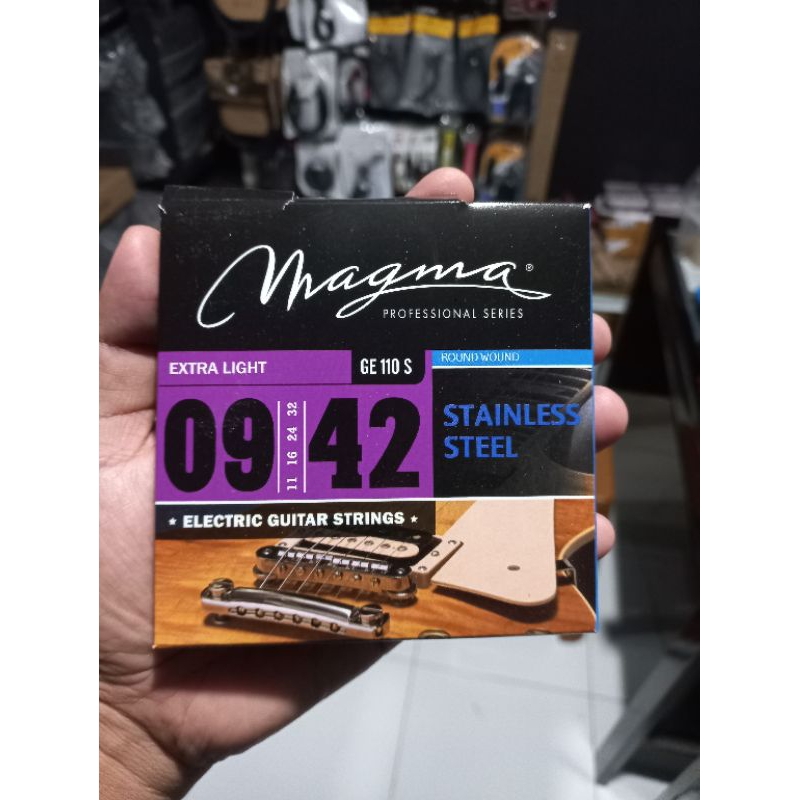 Magma®
PROFESSIONAL SERIES
EXTRA LIGHT
GE 110 S
ROUND WOUND
09
11 16 24 32
42
STAINLESS
STEEL
★ ELECTRIC GUITAR STRINGS ★